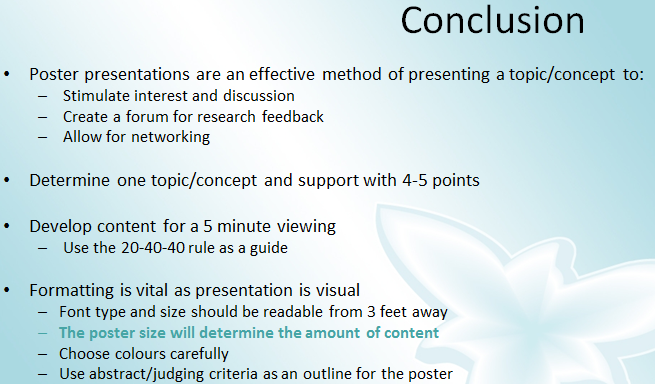 Conclusion
• Poster presentations are an effective method of presenting a topic/concept to:
– Stimulate interest and discussion
– Create a forum for research feedback
– Allow for networking
• Determine one topic/concept and support with 4-5 points
• Develop content for a 5 minute viewing
– Use the 20-40-40 rule as a guide
• Formatting is vital as presentation is visual
– Font type and size should be readable from 3 feet away
– The poster size will determine the amount of content
– Choose colours carefully
– Use abstract/judging criteria as an outline for the poster